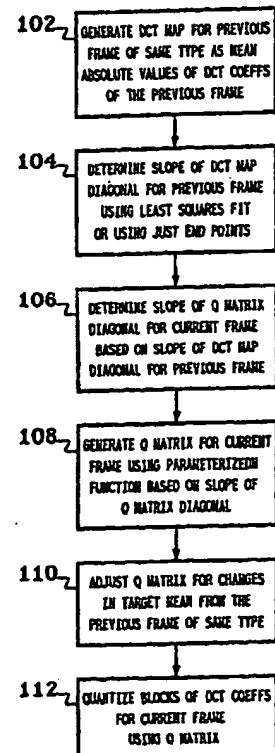 102
GENERATE DCT MAP FOR PREVIOUS
FRAME OF SAME TYPE AS MEAN
ABSOLUTE VALUES OF DCT COEFFS
OF THE PREVIOUS FRAME
104
DETERMINE SLOPE OF DCT MAP
DIAGONAL FOR PREVIOUS FRAME
USING LEAST SQUARES FIT
OR USING JUST END POINTS
106
DETERMINE SLOPE OF Q MATRIX
DIAGONAL FOR CURRENT FRAME
BASED ON SLOPE OF DCT MAP
DIAGONAL FOR PREVIOUS FRAME
108
GENERATE Q MATRIX FOR CURRENT
FRAME USING PARAMETERIZEDN
FUNCTION BASED ON SLOPE OF
Q MATRIX DIAGONAL
110
ADJUST Q MATRIX FOR CHANGES
IN TARGET MEAN FROM THE
PREVIOUS FRAME OF SAME TYPE
112
QUANTIZE BLOCKS OF DCT COEFFS
FOR CURRENT FRAME
USING Q MATRIX